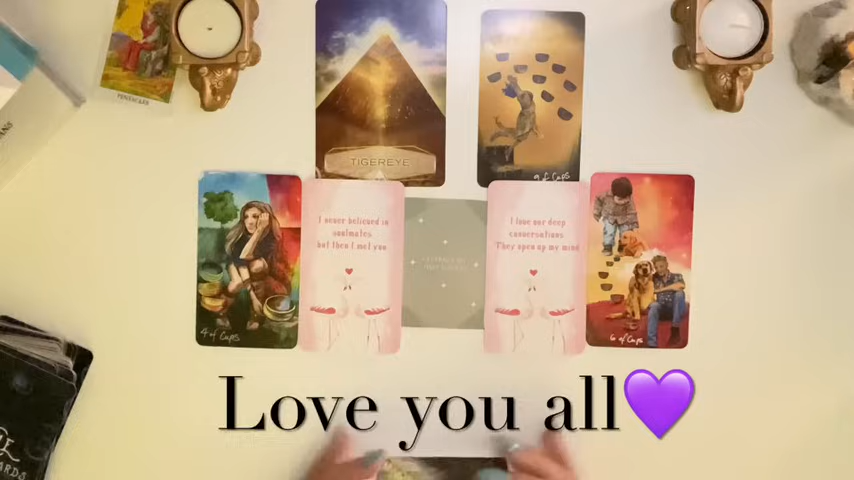 TIGEREYE
9 of Cups
I never believed in
soulmates,
but then I met you
I love our deep
conversations.
They open up my mind
4 of Cups
6 of Cups
Love you all💜